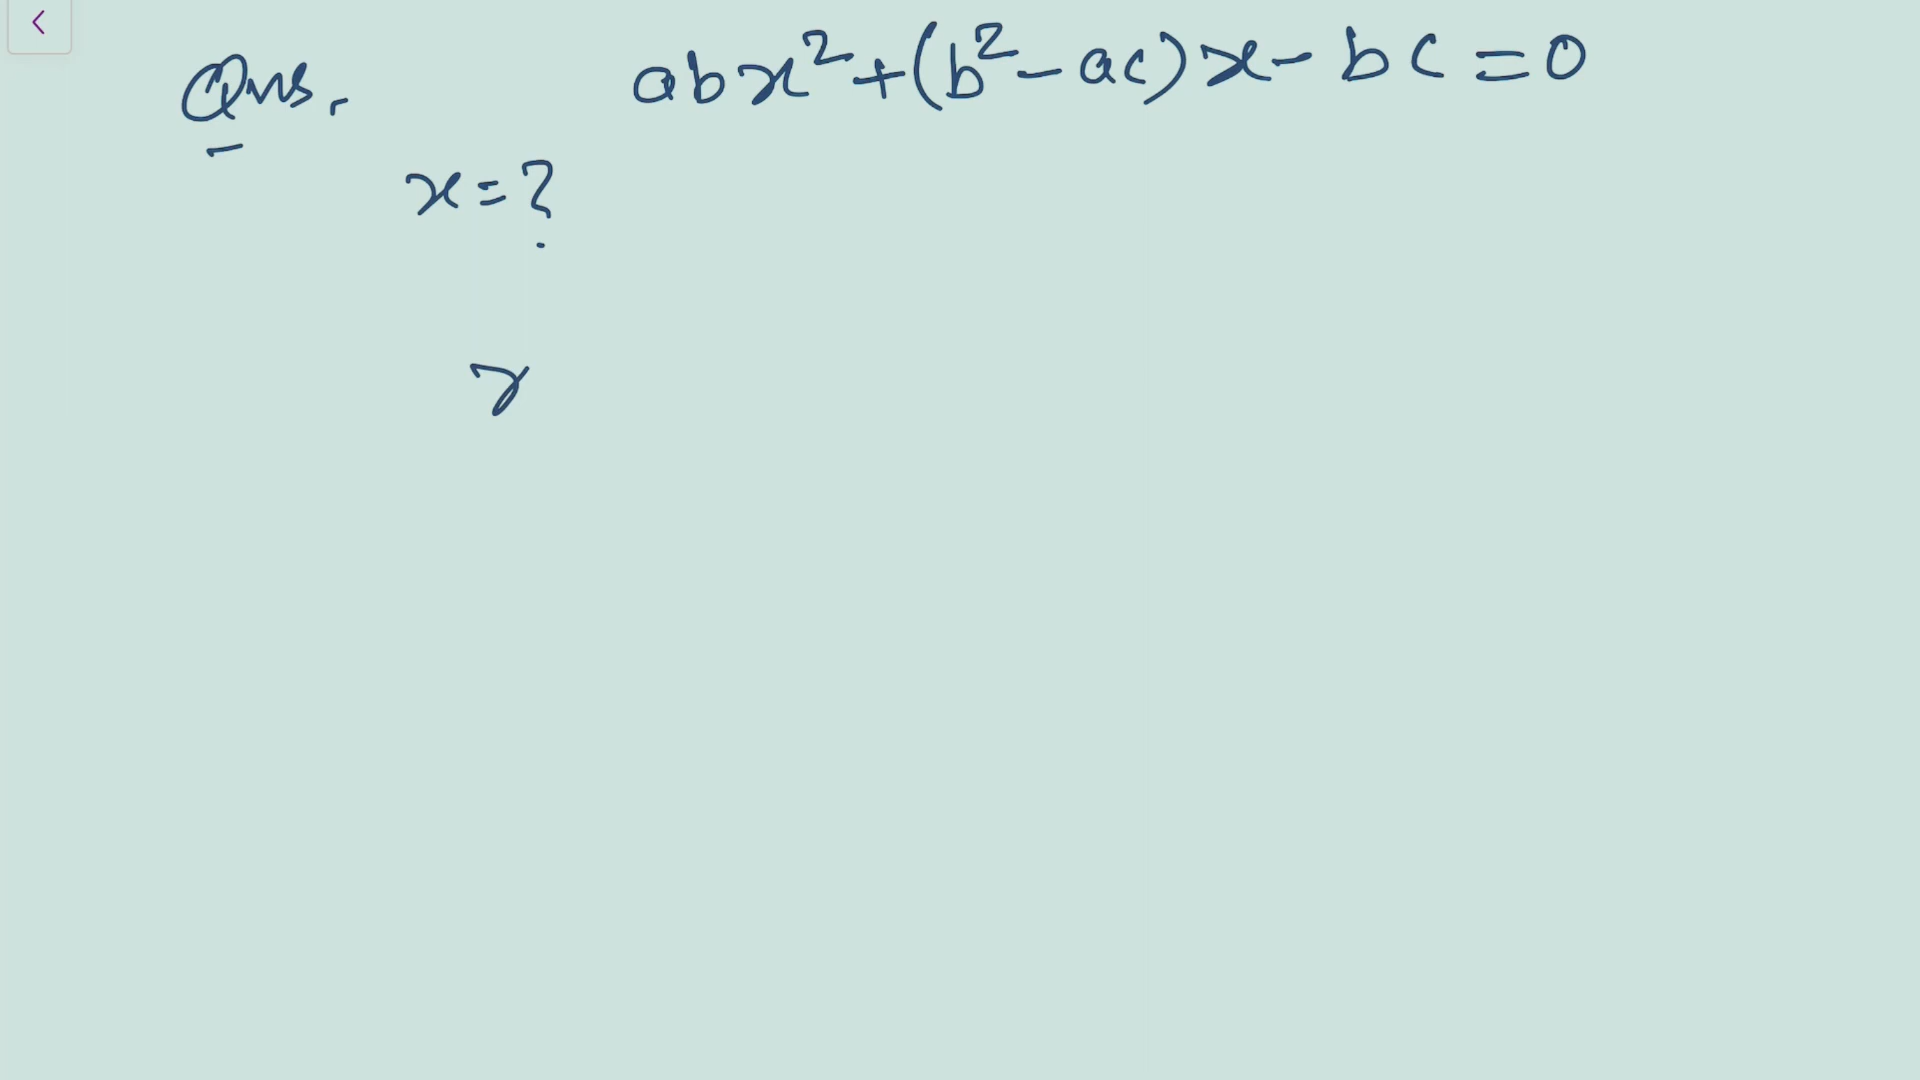 Qns. abx²+(b²-ac)x-bc=0
x=?
x